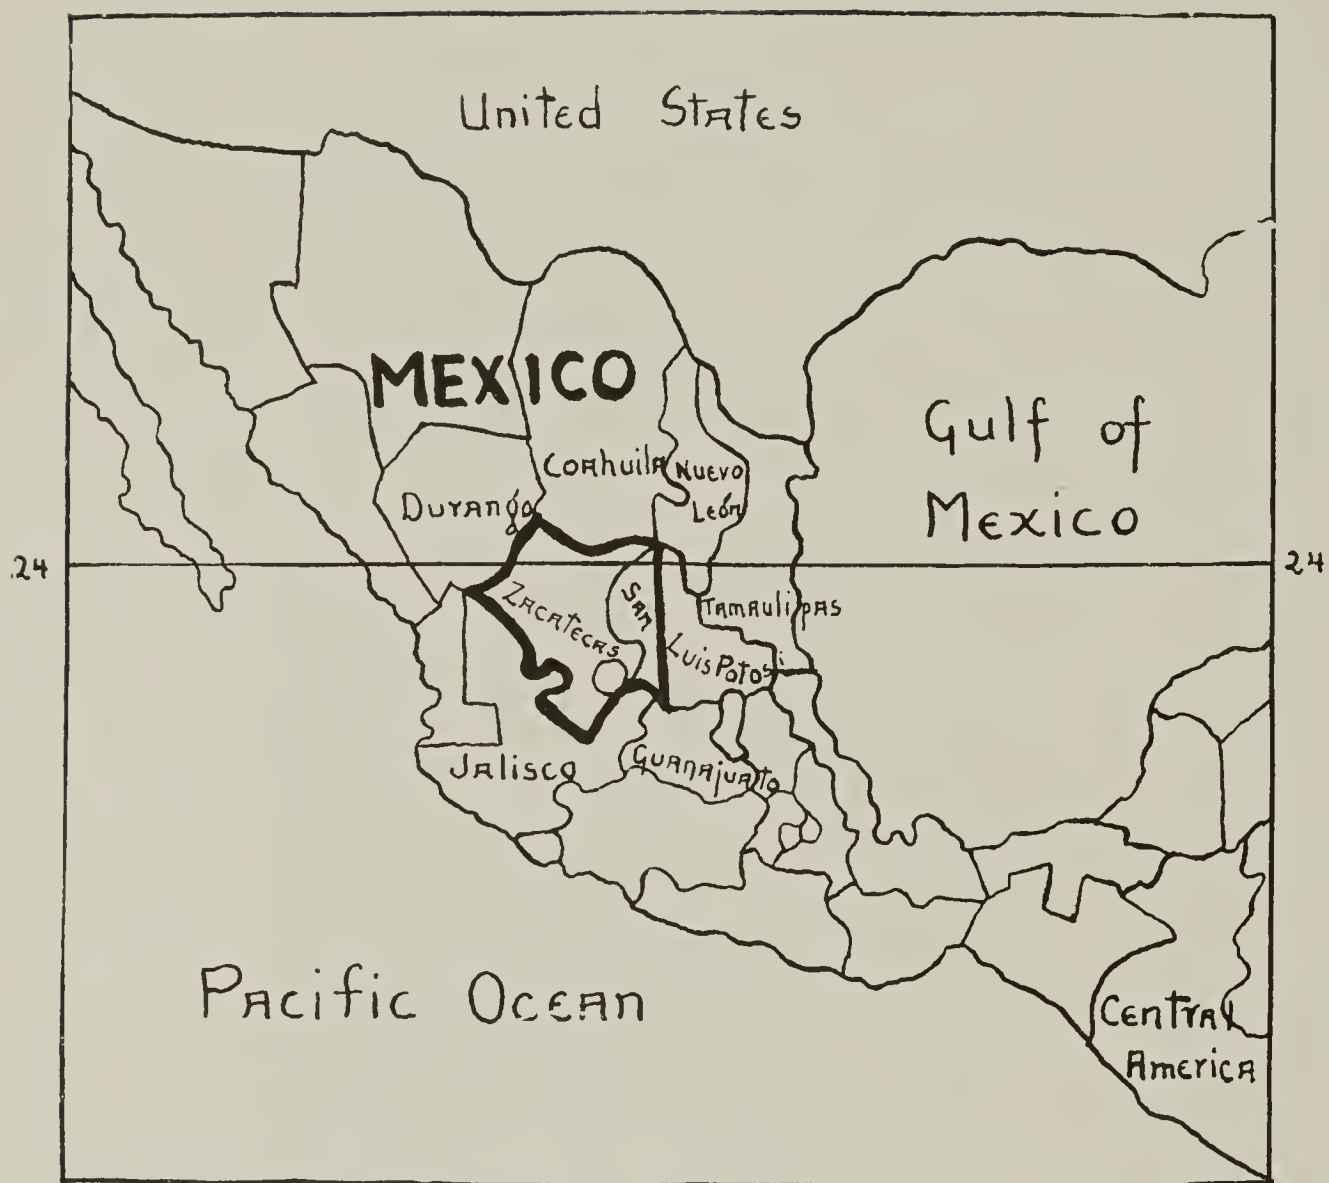 United States
MEXICO
Gulf of
Mexico
Coahuila
Nuevo
León
Durango
24
24
Zacatecas
San
Luis Potosi
Tamaulipas
Jalisco
Guanajuato
Pacific Ocean
Central
America